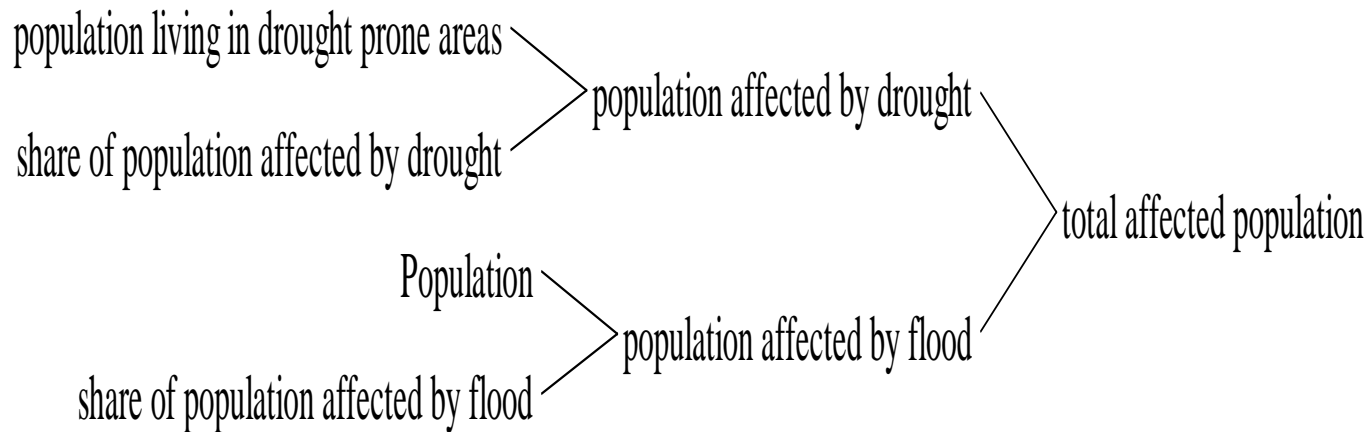 population living in drought prone areas
population affected by drought
share of population affected by drought
total affected population
Population
population affected by flood
share of population affected by flood